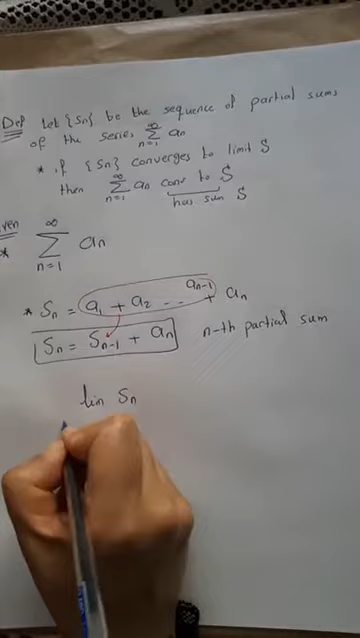 Def Let {Sn} be the sequence of partial sums
of the series ∞∑n=1 an
* if {Sn} converges to limit S
then ∞∑n=1 an conv to S
has sum S
ven
* ∞∑n=1 an
* Sn = a1 + a2 -- an-1 + an
Sn = Sn-1 + an n-th partial sum
lim Sn